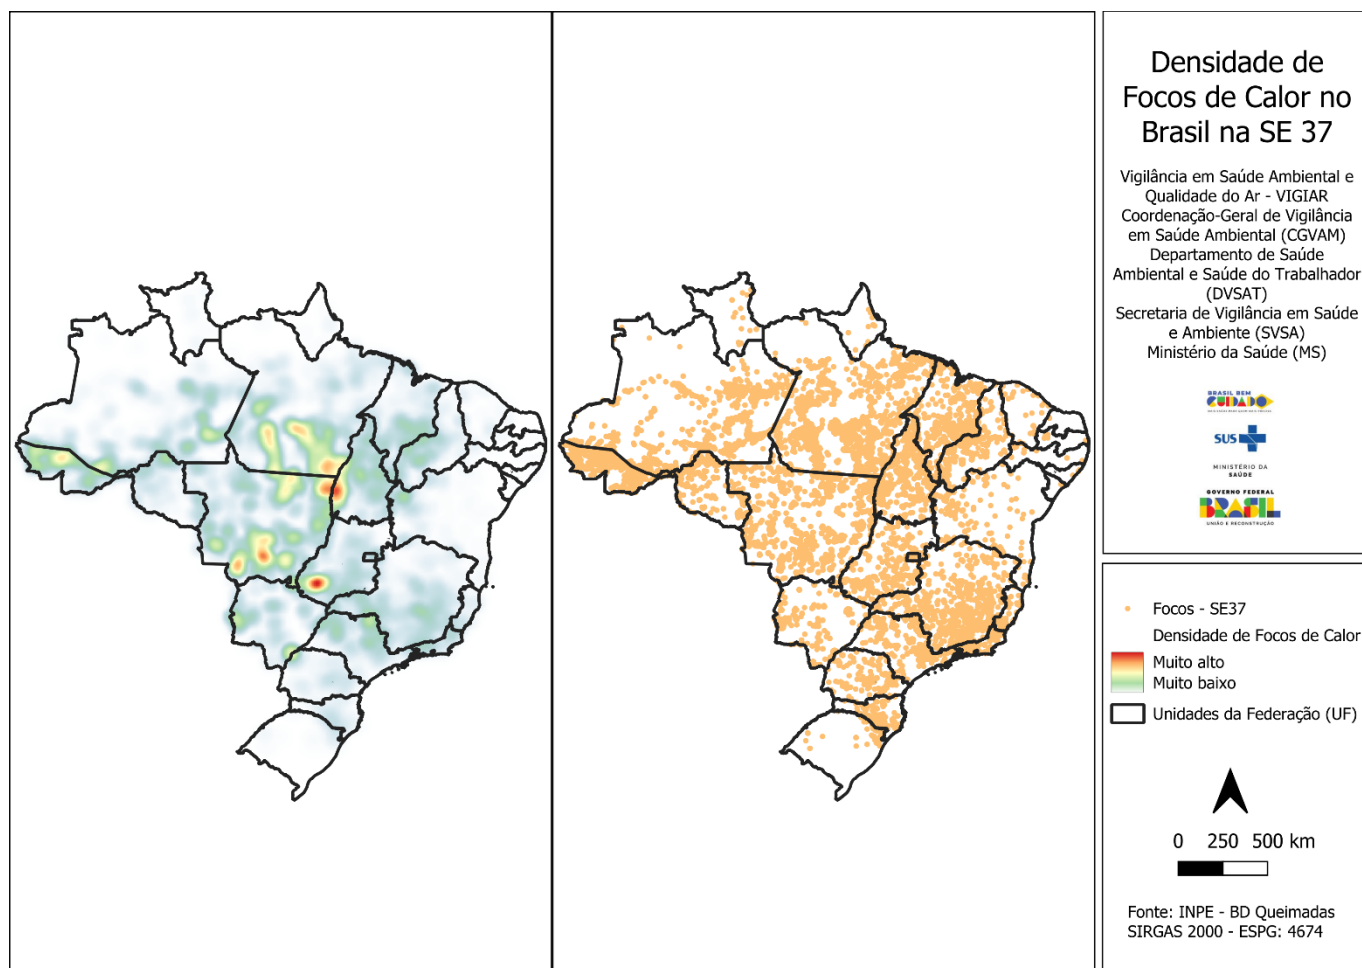 Densidade de
Focos de Calor no
Brasil na SE 37
Vigilância em Saúde Ambiental e
Qualidade do Ar - VIGIAR
Coordenação-Geral de Vigilância
em Saúde Ambiental (CGVAM)
Departamento de Saúde
Ambiental e Saúde do Trabalhador
(DVSAT)
Secretaria de Vigilância em Saúde
e Ambiente (SVSA)
Ministério da Saúde (MS)
BRASIL BEM
CUIDADO
SUS
MINISTÉRIO DA
SAÚDE
GOVERNO FEDERAL
BRASIL
UNIÃO E RECONSTRUÇÃO
Focos - SE37
Densidade de Focos de Calor
Muito alto
Muito baixo
Unidades da Federação (UF)
0 250 500 km
Fonte: INPE - BD Queimadas
SIRGAS 2000 - ESPG: 4674